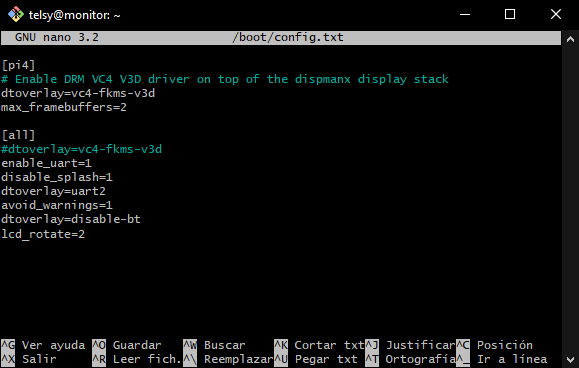 telsy@monitor: ~
GNU nano 3.2 /boot/config.txt
[pi4]
# Enable DRM VC4 V3D driver on top of the dispmanx display stack
dtoverlay=vc4-fkms-v3d
max_framebuffers=2
[all]
#dtoverlay=vc4-fkms-v3d
enable_uart=1
disable_splash=1
dtoverlay=uart2
avoid_warnings=1
dtoverlay=disable-bt
lcd_rotate=2
^G Ver ayuda ^O Guardar ^W Buscar ^K Cortar txt^J Justificar^C Posición
^X Salir ^R Leer fich.^\ Reemplazar^U Pegar txt ^T Ortografía^_ Ir a línea